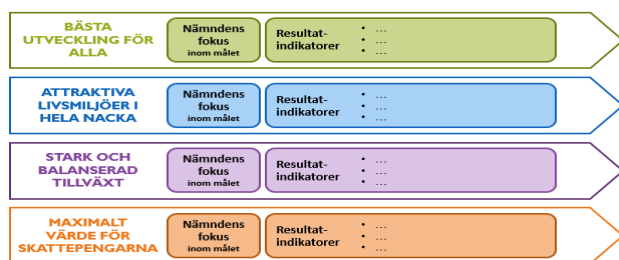 BÄSTA
UTVECKLING FÖR
ALLA
Nämndens
fokus
inom målet
Resultat-
indikatorer
• ...
• ...
• ...
ATTRAKTIVA
LIVSMILJÖER I
HELA NACKA
Nämndens
fokus
inom målet
Resultat-
indikatorer
• ...
• ...
• ...
STARK OCH
BALANSERAD
TILLVÄXT
Nämndens
fokus
inom målet
Resultat-
indikatorer
• ...
• ...
• ...
MAXIMALT
VÄRDE FÖR
SKATTEPENGARNA
Nämndens
fokus
inom målet
Resultat-
indikatorer
• ...
• ...
• ...